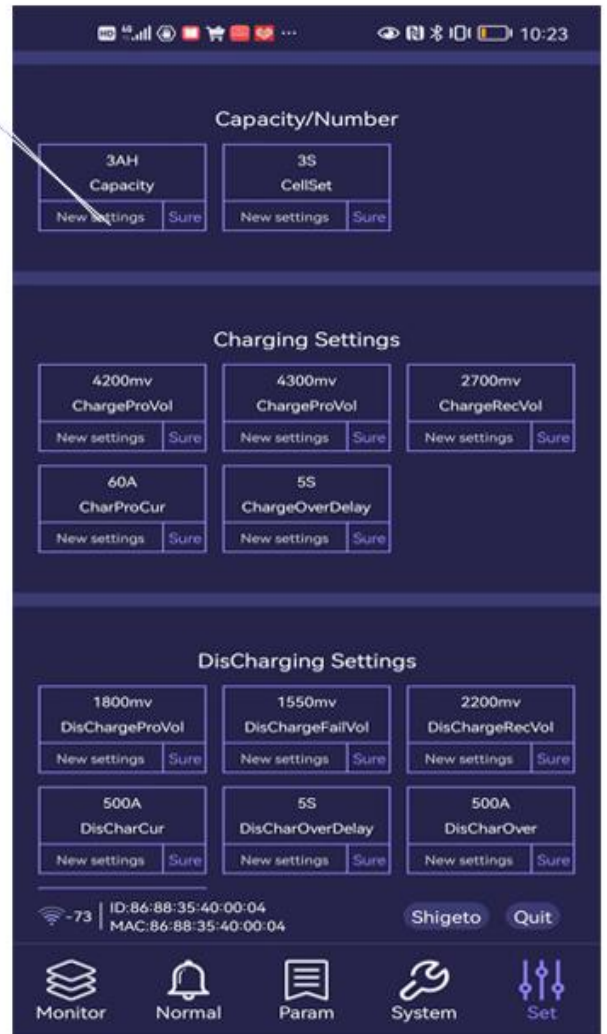 HD 4G 10:23
Capacity/Number
3AH 3S
Capacity CellSet
New settings Sure New settings Sure
Charging Settings
4200mv 4300mv 2700mv
ChargeProVol ChargeProVol ChargeRecVol
New settings Sure New settings Sure New settings Sure
60A 5S
CharProCur ChargeOverDelay
New settings Sure New settings Sure
DisCharging Settings
1800mv 1550mv 2200mv
DisChargeProVol DisChargeFailVol DisChargeRecVol
New settings Sure New settings Sure New settings Sure
500A 5S 500A
DisCharCur DisCharOverDelay DisCharOver
New settings Sure New settings Sure New settings Sure
-73 ID:86:88:35:40:00:04
MAC:86:88:35:40:00:04
Shigeto Quit
Monitor Normal Param System Set